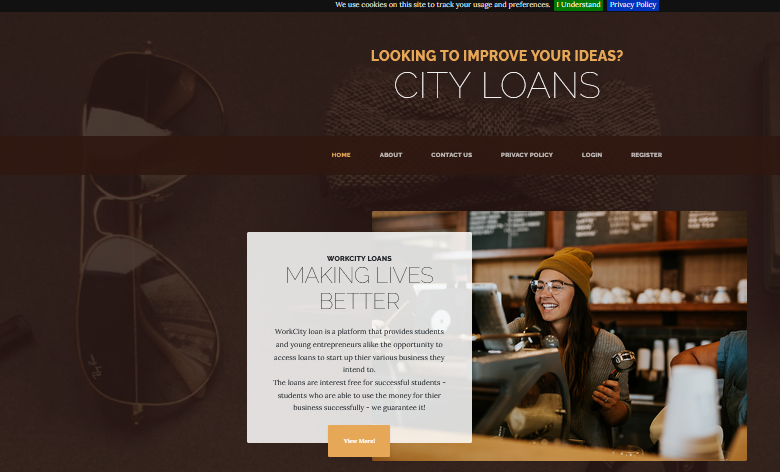 We use cookies on this site to track your usage and preferences. I Understand Privacy Policy
LOOKING TO IMPROVE YOUR IDEAS?
CITY LOANS
HOME ABOUT CONTACT US PRIVACY POLICY LOGIN REGISTER
WORKCITY LOANS
MAKING LIVES
BETTER
WorkCity loan is a platform that provides students
and young entrepreneurs alike the opportunity to
access loans to start up thier various business they
intend to.
The loans are interest free for successful students -
students who are able to use the money for thier
business successfully - we guarantee it!
View More!